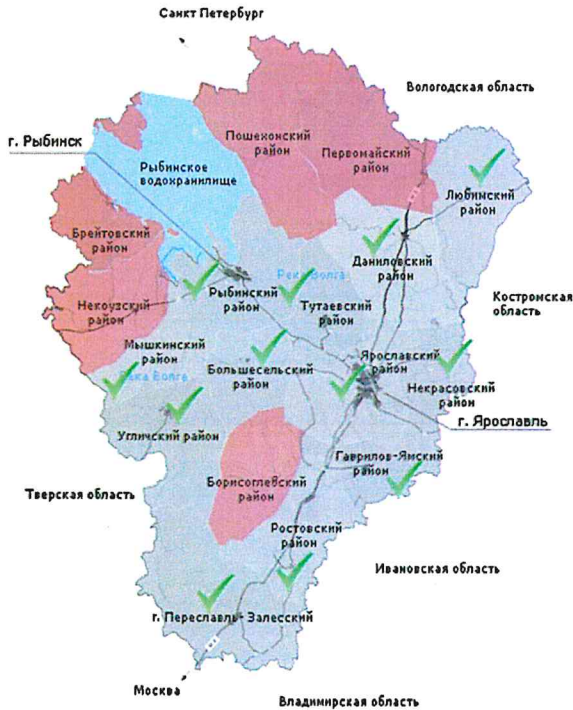 Санкт Петербург
Вологодская область
г. Рыбинск
Пошехонский
район
Первомайский
район
Рыбинское
водохранилище
Любимский
район
Брейтовский
район
Даниловский
район
Река Волга
Рыбинский
район
Тутаевский
район
Костромская
область
Некоузский
район
Мышкинский
район
Река Волга
Большесельский
район
Ярославский
район
Некрасовский
район
г. Ярославль
Угличский район
Гаврилов-Ямский
район
Борисоглевский
район
Тверская область
Ростовский
район
Ивановская область
г. Переславль- Залесский
Москва
Владимирская область